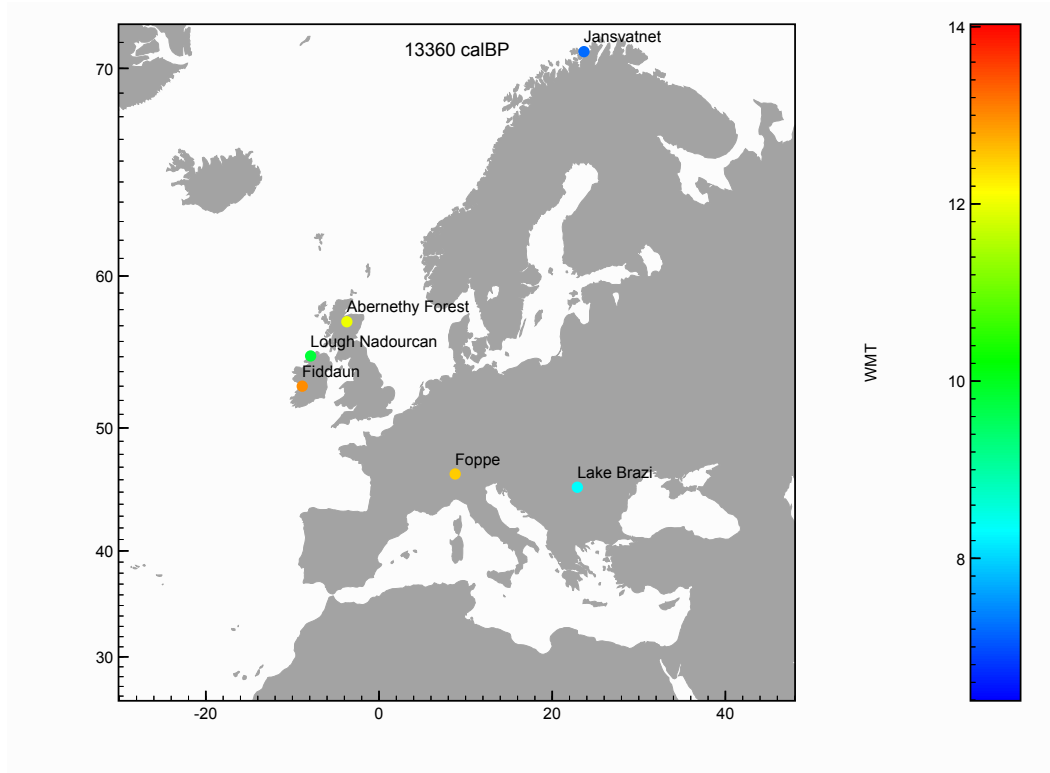 Jansvatnet
13360 calBP
70
60
Abernethy Forest
Lough Nadourcan
Fiddaun
50
Foppe
Lake Brazi
40
30
-20
0
20
40
14
12
10
8
WMT